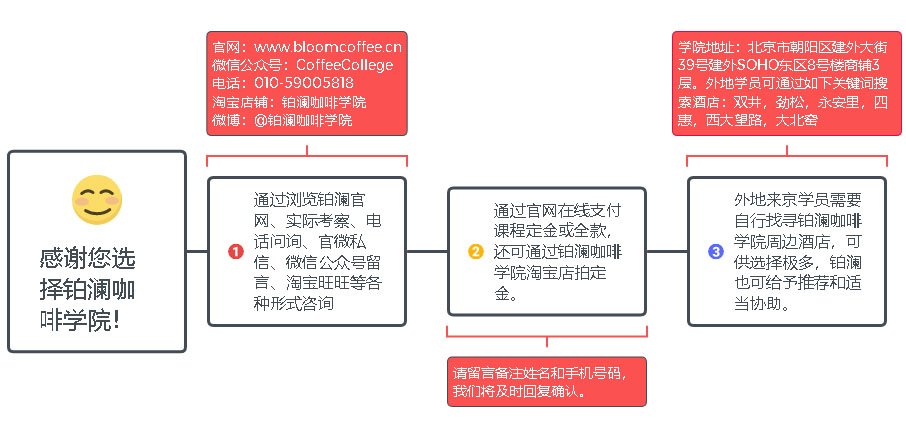 感谢您选
择铂澜咖
啡学院！
官网：www.bloomcoffee.cn
微信公众号：CoffeeCollege
电话：010-59005818
淘宝店铺：铂澜咖啡学院
微博：@铂澜咖啡学院
1
通过浏览铂澜官
网、实际考察、电
话问询、官微私
信、微信公众号留
言、淘宝旺旺等各
种形式咨询
2
通过官网在线支付
课程定金或全款，
还可通过铂澜咖啡
学院淘宝店拍定
金。
请留言备注姓名和手机号码，
我们将及时回复确认。
学院地址：北京市朝阳区建外大街
39号建外SOHO东区8号楼商铺3
层。外地学员可通过如下关键词搜
索酒店：双井，劲松，永安里，四
惠，西大望路，大北窑
3
外地来京学员需要
自行找寻铂澜咖啡
学院周边酒店，可
供选择极多，铂澜
也可给予推荐和适
当协助。